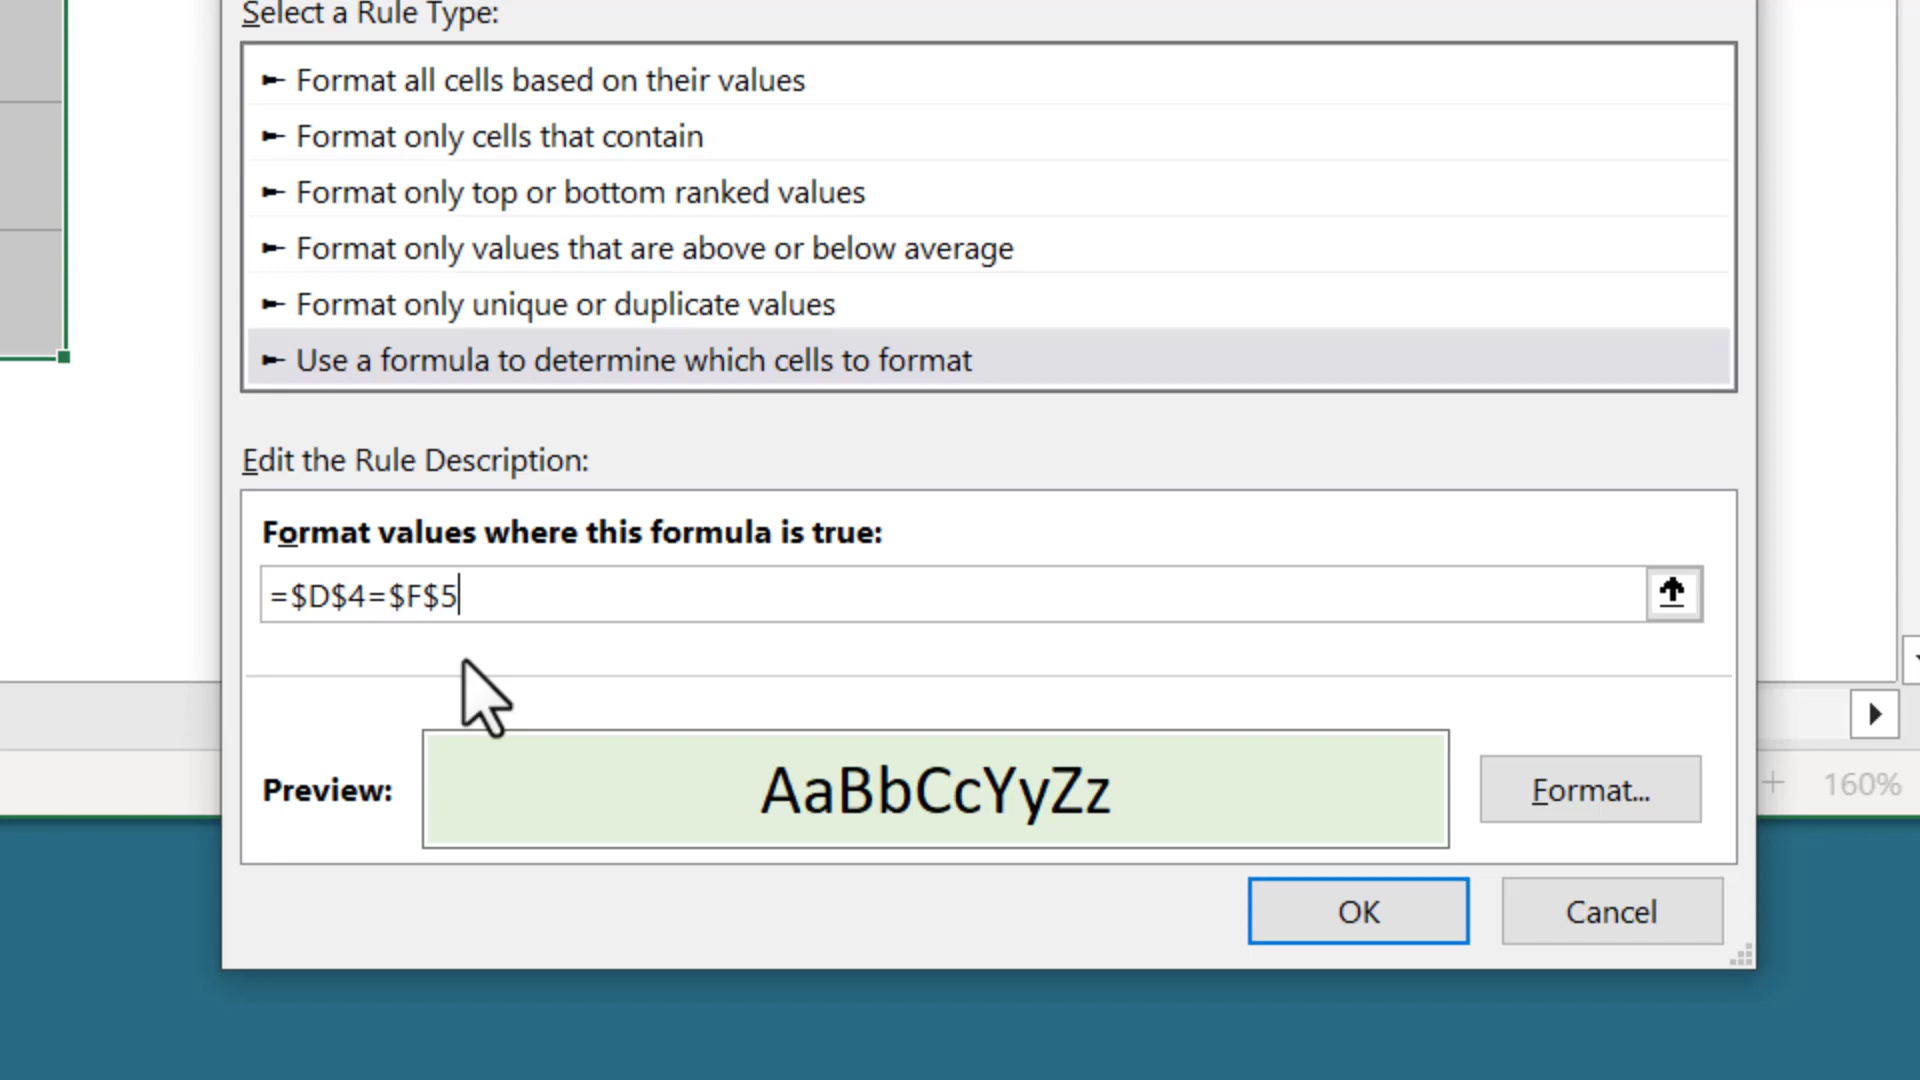 Select a Rule Type:
Format all cells based on their values
Format only cells that contain
Format only top or bottom ranked values
Format only values that are above or below average
Format only unique or duplicate values
Use a formula to determine which cells to format
Edit the Rule Description:
Format values where this formula is true:
=$D$4=$F$5
Preview:
AaBbCcYyZz
Format...
160%
OK
Cancel